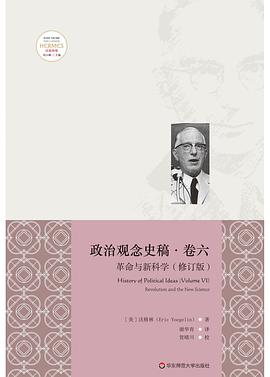 HERMES
政治观念史稿·卷六
革命与新科学（修订版）
History of Political Ideas (Volume VI)
Revolution and the New Science
［美］沃格林（Eric Voegelin）著
谢华育 译
贺晴川 校
华东师范大学出版社